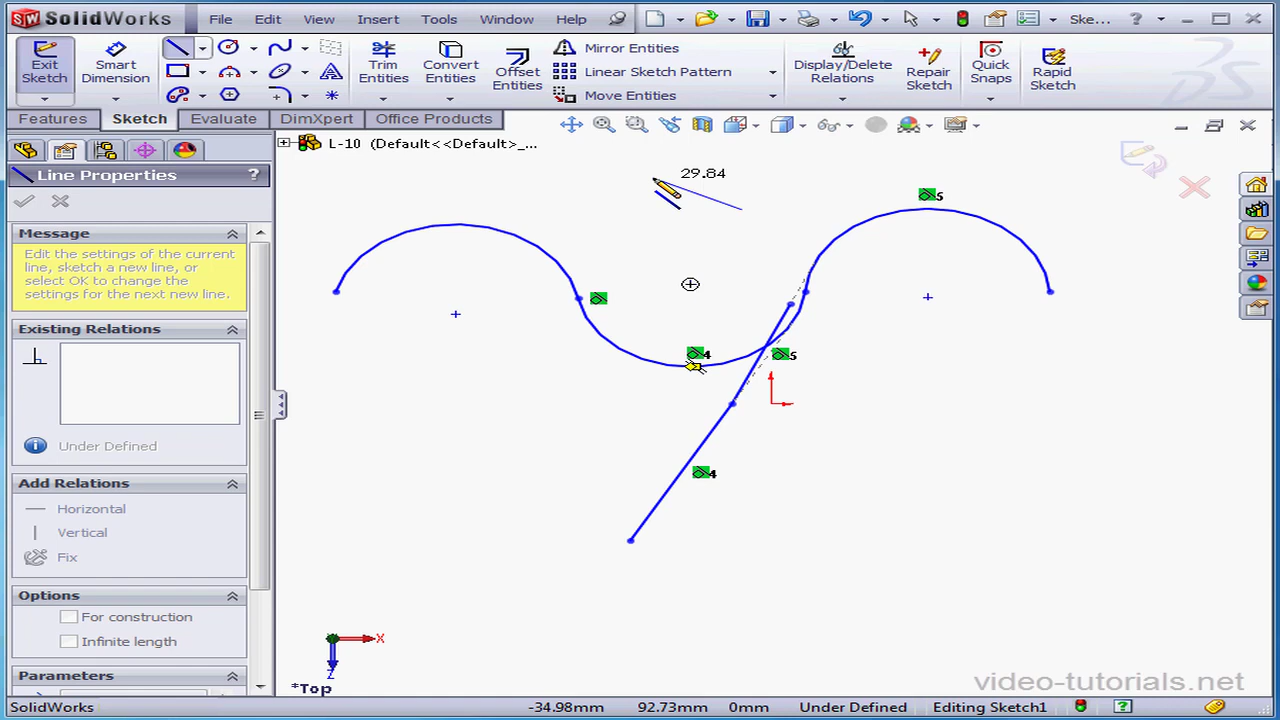 SW SolidWorks File Edit View Insert Tools Window Help Ske... ?
Exit Sketch
Smart Dimension
Trim Entities
Convert Entities
Offset Entities
Mirror Entities
Linear Sketch Pattern
Move Entities
Display/Delete Relations
Repair Sketch
Quick Snaps
Rapid Sketch
Features Sketch Evaluate DimXpert Office Products
L-10 (Default<<Default>_...
Line Properties ?
Message
Edit the settings of the current
line, sketch a new line, or
select OK to change the
settings for the next new line.
Existing Relations
Under Defined
Add Relations
Horizontal
Vertical
Fix
Options
For construction
Infinite length
Parameters
29.84
5
4
5
4
X
Z
*Top
video-tutorials.net
SolidWorks -34.98mm 92.73mm 0mm Under Defined Editing Sketch1 ?